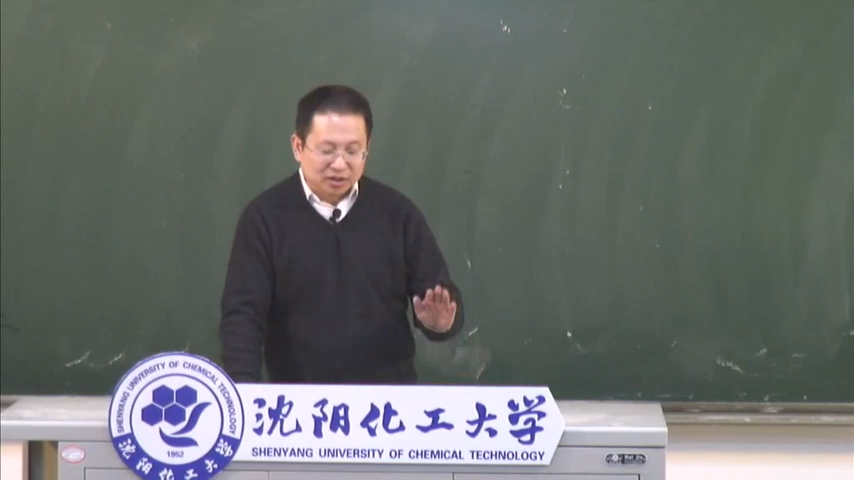 SHENYANG UNIVERSITY OF CHEMICAL TECHNOLOGY
1952
沈阳化工大学
沈阳化工大学
SHENYANG UNIVERSITY OF CHEMICAL TECHNOLOGY